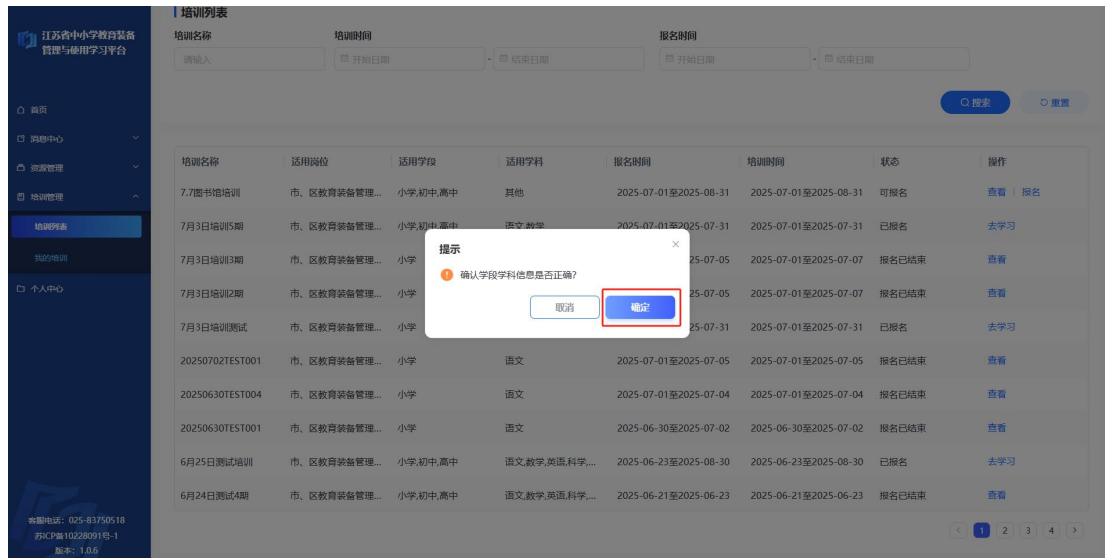 江苏省中小学教育装备
管理与使用学习平台
首页
消息中心
资源管理
培训管理
培训列表
我的培训
个人中心
客服电话：025-83750518
苏ICP备10228091号-1
版本：1.0.6
培训列表
培训名称 培训时间 报名时间
请输入 开始日期 - 结束日期 开始日期 - 结束日期
搜索 重置
培训名称 适用岗位 适用学段 适用学科 报名时间 培训时间 状态 操作
7.7图书馆培训 市、区教育装备管理... 小学,初中,高中 其他 2025-07-01至2025-08-31 2025-07-01至2025-08-31 可报名 查看 报名
7月3日培训5期 市、区教育装备管理... 小学,初中,高中 语文,数学 2025-07-01至2025-07-31 2025-07-01至2025-07-31 已报名 去学习
7月3日培训3期 市、区教育装备管理... 小学 25-07-05 2025-07-01至2025-07-07 报名已结束 查看
7月3日培训2期 市、区教育装备管理... 小学 25-07-05 2025-07-01至2025-07-07 报名已结束 查看
7月3日培训测试 市、区教育装备管理... 小学 25-07-31 2025-07-01至2025-07-31 已报名 去学习
20250702TEST001 市、区教育装备管理... 小学 语文 2025-07-01至2025-07-05 2025-07-01至2025-07-05 报名已结束 查看
20250630TEST004 市、区教育装备管理... 小学 语文 2025-07-01至2025-07-04 2025-07-01至2025-07-04 报名已结束 查看
20250630TEST001 市、区教育装备管理... 小学 语文 2025-06-30至2025-07-02 2025-06-30至2025-07-02 报名已结束 查看
6月25日测试培训 市、区教育装备管理... 小学,初中,高中 语文,数学,英语,科学,... 2025-06-23至2025-08-30 2025-06-23至2025-08-30 已报名 去学习
6月24日测试4期 市、区教育装备管理... 小学,初中,高中 语文,数学,英语,科学,... 2025-06-21至2025-06-23 2025-06-21至2025-06-23 报名已结束 查看
1 2 3 4
提示
确认学段学科信息是否正确?
取消 确定